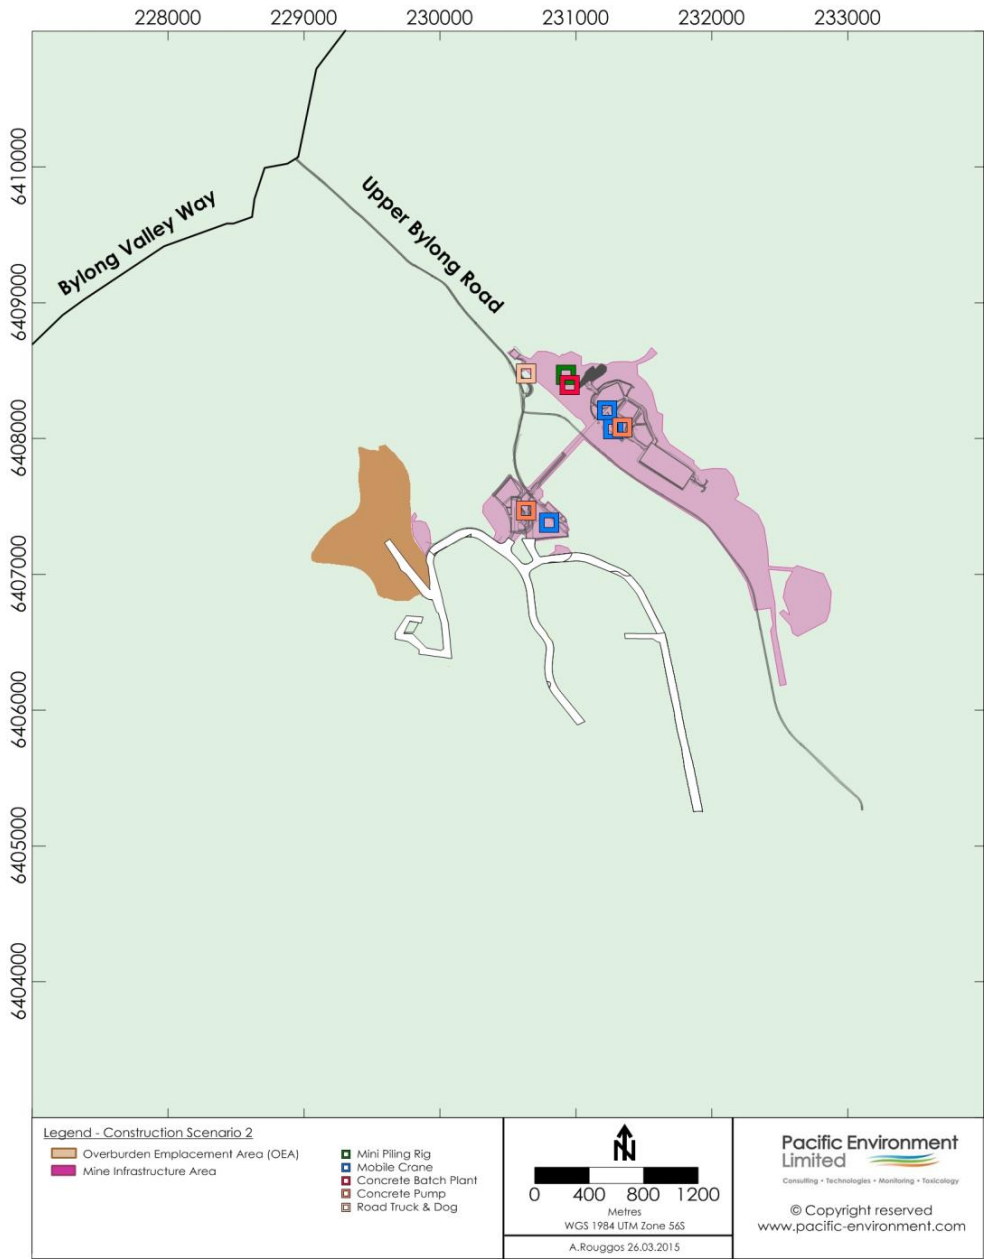 228000 229000 230000 231000 232000 233000
6410000
6409000
6408000
6407000
6406000
6405000
6404000
Bylong Valley Way
Upper Bylong Road
Legend - Construction Scenario 2
Overburden Emplacement Area (OEA)
Mine Infrastructure Area
Mini Piling Rig
Mobile Crane
Concrete Batch Plant
Concrete Pump
Road Truck & Dog
N
0 400 800 1200
Metres
WGS 1984 UTM Zone 56S
A.Rouggos 26.03.2015
Pacific Environment
Limited
Consulting • Technologies • Monitoring • Toxicology
© Copyright reserved
www.pacific-environment.com